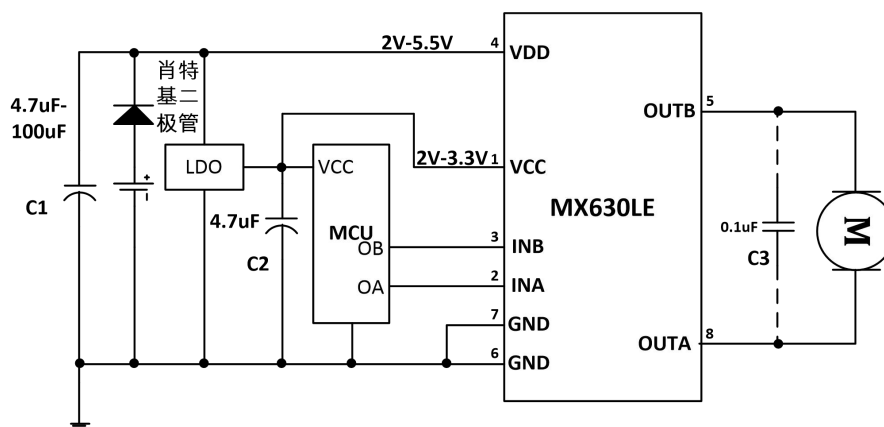 2V-5.5V
4
VDD
肖特
基二
极管
4.7uF-
100uF
C1
+
-
LDO
VCC
2V-3.3V
1
VCC
4.7uF
C2
MCU
OB
OA
3
INB
2
INA
7
GND
6
GND
MX630LE
5
OUTB
8
OUTA
0.1uF
C3
M